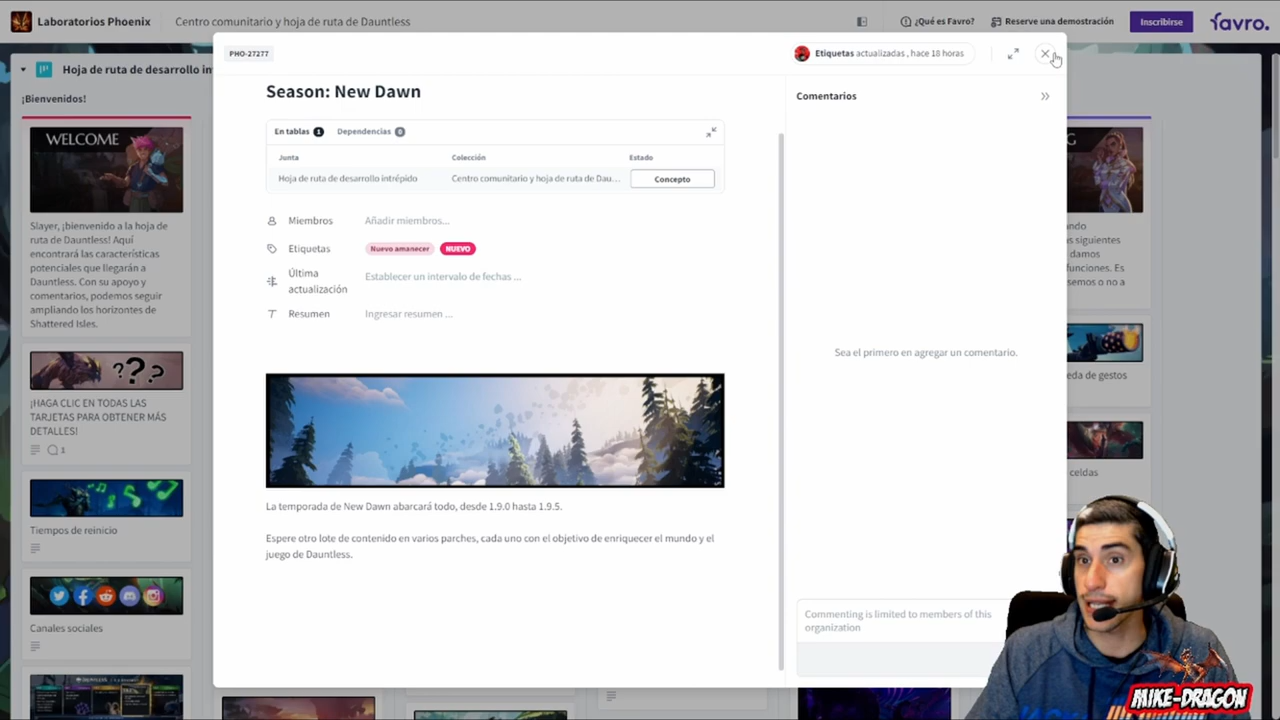 Laboratorios Phoenix
Centro comunitario y hoja de ruta de Dauntless
¿Qué es Favro?
Reserve una demostración
Inscribirse
favro.
Hoja de ruta de desarrollo int
¡Bienvenidos!
WELCOME
Slayer, ¡bienvenido a la hoja
de ruta de Dauntless! Aquí
encontrará las características
potenciales que llegarán a
Dauntless. Con su apoyo y
comentarios, podemos seguir
ampliando los horizontes de
Shattered Isles.
???
¡HAGA CLIC EN TODAS LAS
TARJETAS PARA OBTENER MÁS
DETALLES!
1
Tiempos de reinicio
Canales sociales
PHO-27277
Etiquetas actualizadas , hace 18 horas
Season: New Dawn
En tablas 1 Dependencias 0
Junta Colección Estado
Hoja de ruta de desarrollo intrépido Centro comunitario y hoja de ruta de Dau... Concepto
Miembros Añadir miembros...
Etiquetas Nuevo amanecer NUEVO
Última
actualización
Establecer un intervalo de fechas ...
Resumen Ingresar resumen ...
La temporada de New Dawn abarcará todo, desde 1.9.0 hasta 1.9.5.
Espere otro lote de contenido en varios parches, cada uno con el objetivo de enriquecer el mundo y el
juego de Dauntless.
Comentarios
Sea el primero en agregar un comentario.
Commenting is limited to members of this
organization
G
ando
s siguientes
damos
funciones. Es
semos o no a
eda de gestos
celdas
MIKE-DRAGON